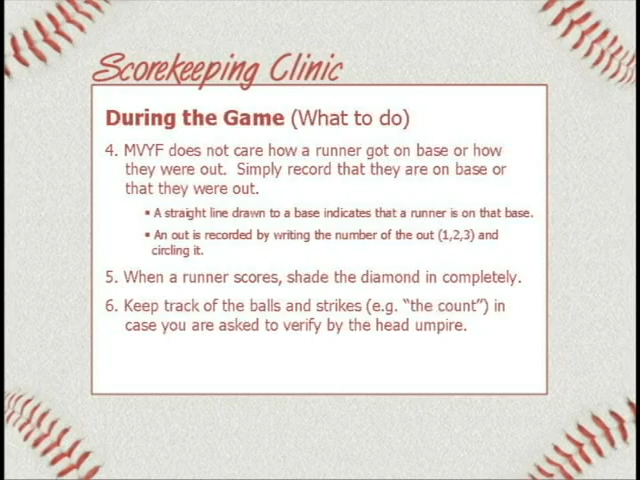 Scorekeeping Clinic
During the Game (What to do)
4. MVYF does not care how a runner got on base or how
they were out. Simply record that they are on base or
that they were out.
▪ A straight line drawn to a base indicates that a runner is on that base.
▪ An out is recorded by writing the number of the out (1,2,3) and
circling it.
5. When a runner scores, shade the diamond in completely.
6. Keep track of the balls and strikes (e.g. “the count”) in
case you are asked to verify by the head umpire.